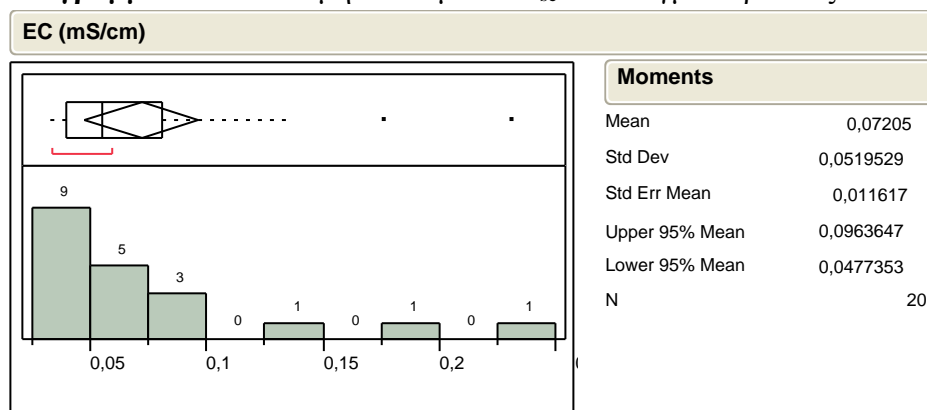 EC (mS/cm)
Moments
Mean 0,07205
Std Dev 0,0519529
Std Err Mean 0,011617
Upper 95% Mean 0,0963647
Lower 95% Mean 0,0477353
N 20
9
5
3
0
1
0
1
0
1
0,05 0,1 0,15 0,2